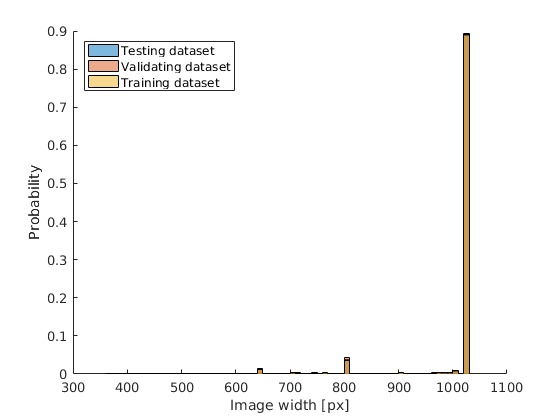 0.9
0.8
0.7
0.6
0.5
0.4
0.3
0.2
0.1
0
Probability
Testing dataset
Validating dataset
Training dataset
300 400 500 600 700 800 900 1000 1100
Image width [px]